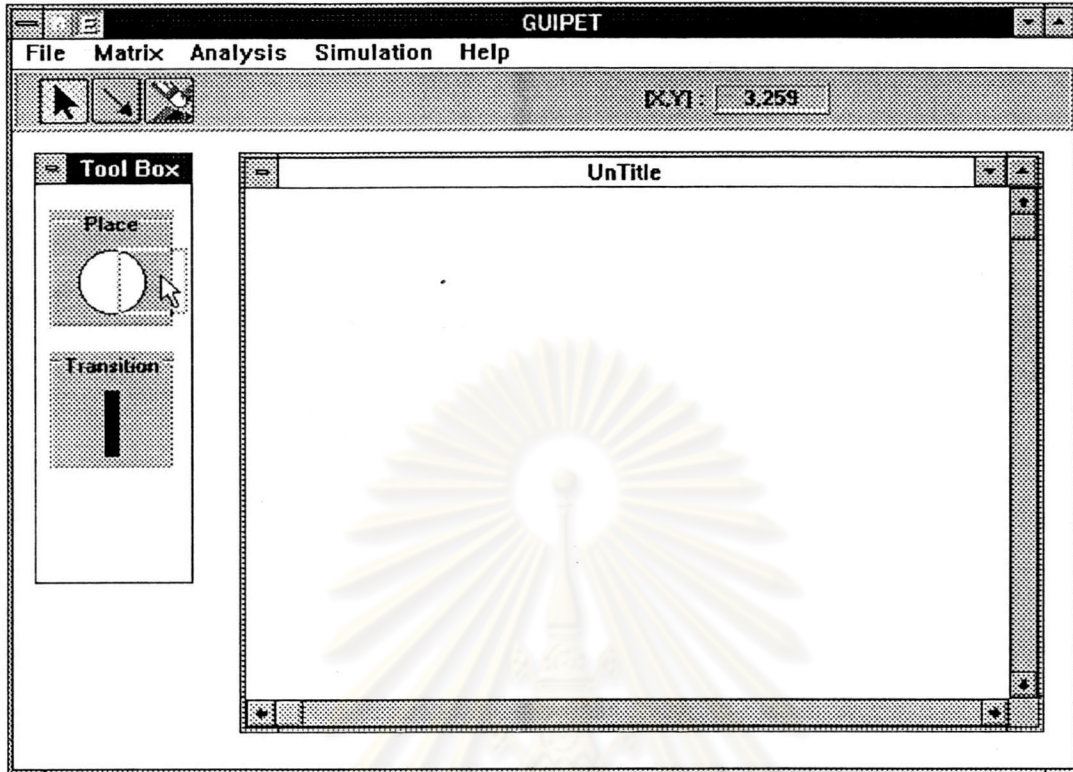 GUIPET
File Matrix Analysis Simulation Help
[X,Y] : 3,259
Tool Box
UnTitle
Place
Transition